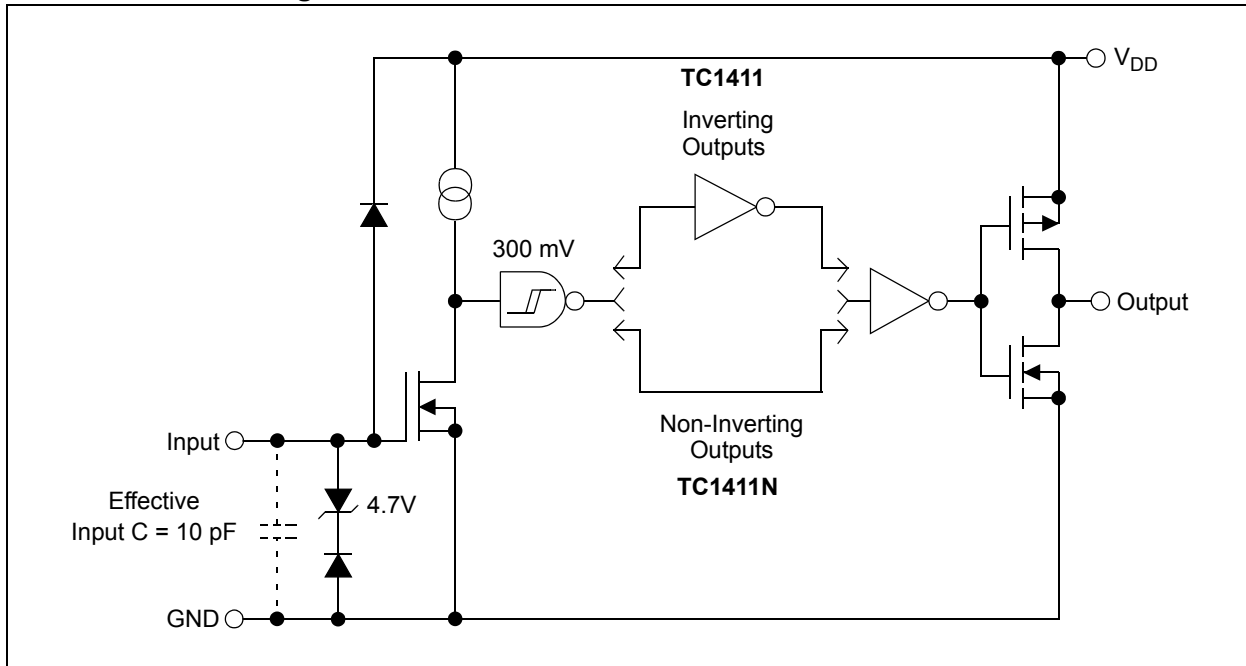 V_DD
TC1411
Inverting
Outputs
300 mV
Output
Input
Non-Inverting
Outputs
TC1411N
4.7V
Effective
Input C = 10 pF
GND